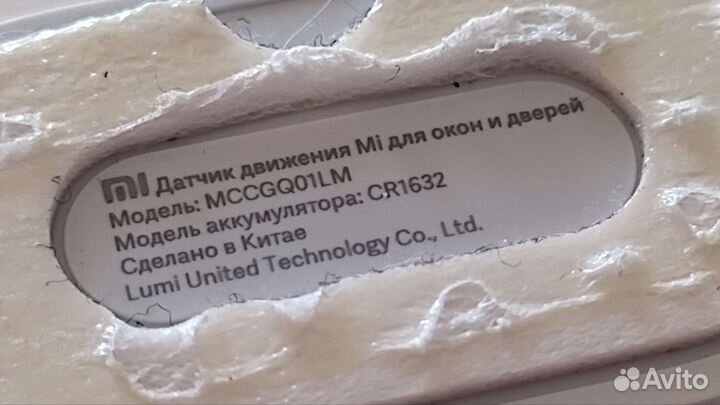 MI Датчик движения Mi для окон и дверей
Модель: MCCGQ01LM
Модель аккумулятора: CR1632
Сделано в Китае
Lumi United Technology Co., Ltd.
Avito